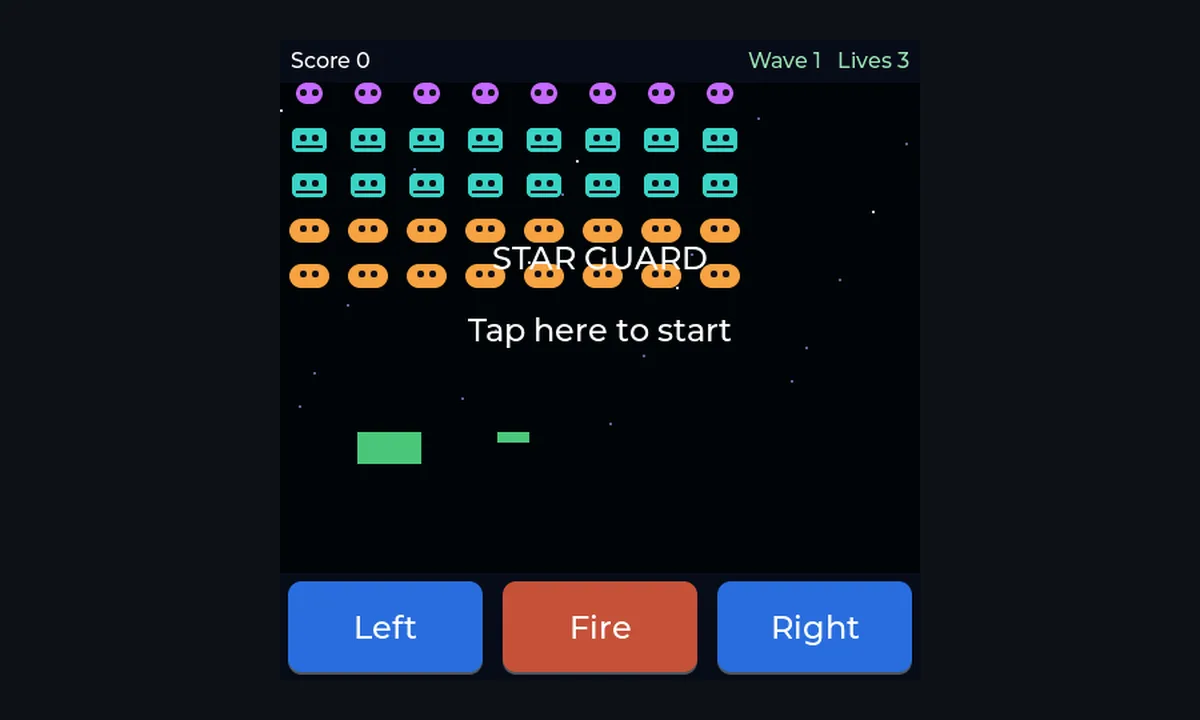 Score 0
Wave 1 Lives 3
STAR GUARD
Tap here to start
Left
Fire
Right